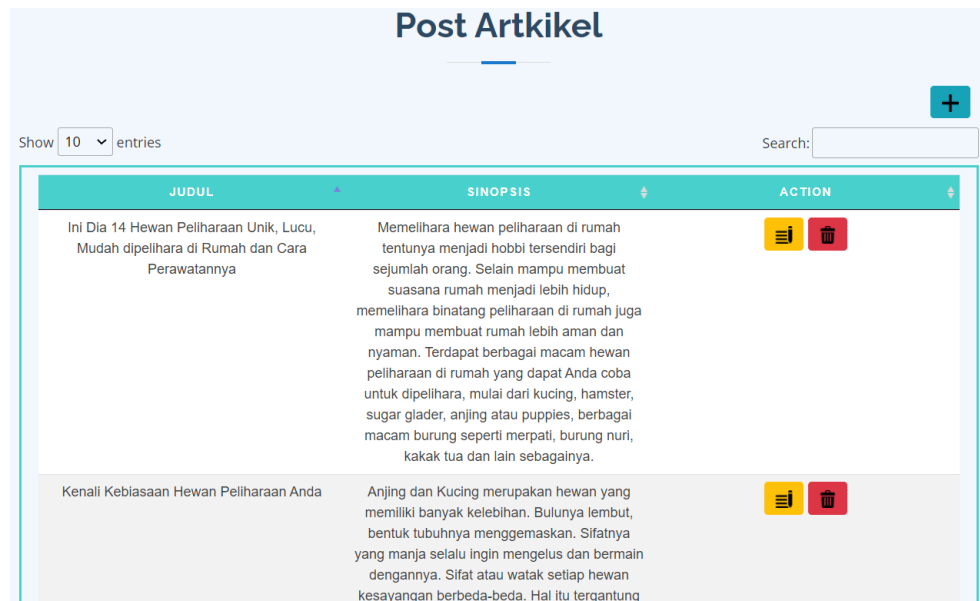 Post Artkikel
+
Show 10 entries
Search:
JUDUL SINOPSIS ACTION
Ini Dia 14 Hewan Peliharaan Unik, Lucu,
Mudah dipelihara di Rumah dan Cara
Perawatannya
Memelihara hewan peliharaan di rumah
tentunya menjadi hobbi tersendiri bagi
sejumlah orang. Selain mampu membuat
suasana rumah menjadi lebih hidup,
memelihara binatang peliharaan di rumah juga
mampu membuat rumah lebih aman dan
nyaman. Terdapat berbagai macam hewan
peliharaan di rumah yang dapat Anda coba
untuk dipelihara, mulai dari kucing, hamster,
sugar glader, anjing atau puppies, berbagai
macam burung seperti merpati, burung nuri,
kakak tua dan lain sebagainya.
Kenali Kebiasaan Hewan Peliharaan Anda
Anjing dan Kucing merupakan hewan yang
memiliki banyak kelebihan. Bulunya lembut,
bentuk tubuhnya menggemaskan. Sifatnya
yang manja selalu ingin mengelus dan bermain
dengannya. Sifat atau watak setiap hewan
kesayangan berbeda-beda. Hal itu tergantung